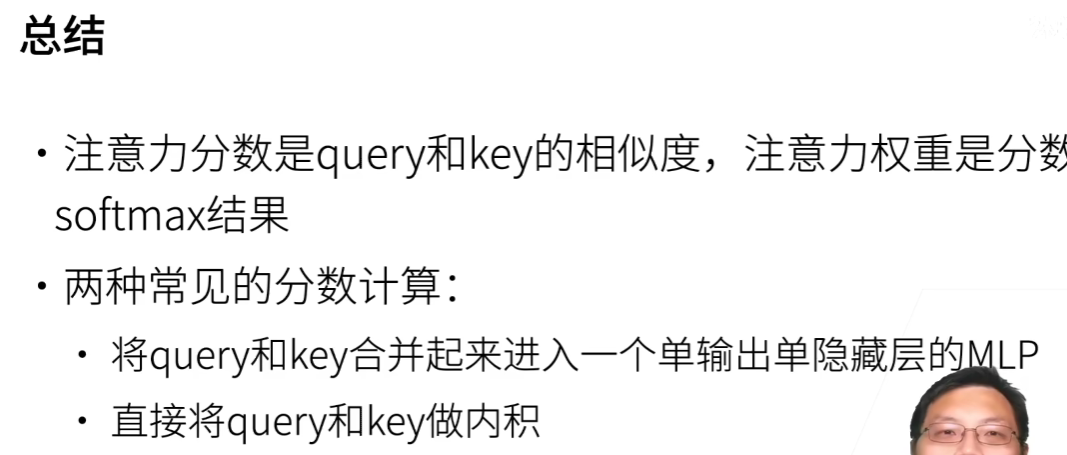 总结
• 注意力分数是query和key的相似度，注意力权重是分数
softmax结果
• 两种常见的分数计算：
• 将query和key合并起来进入一个单输出单隐藏层的MLP
• 直接将query和key做内积